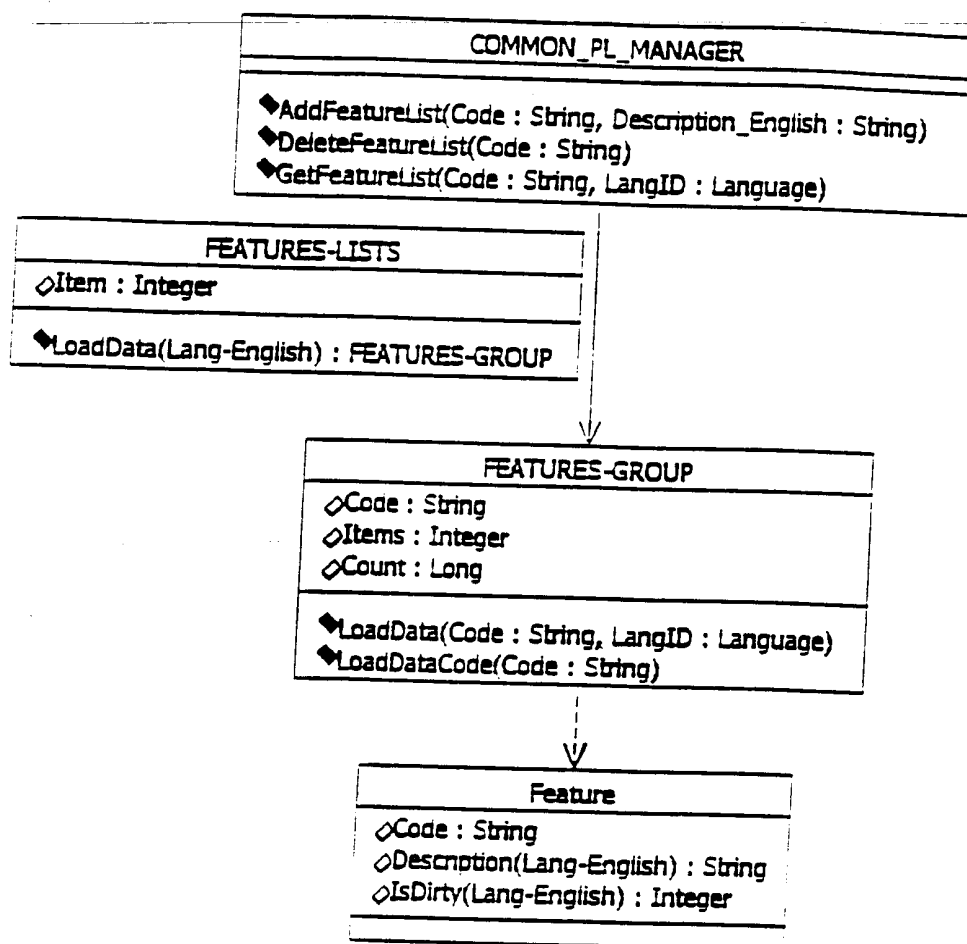 COMMON_PL_MANAGER
AddFeatureList(Code : String, Description_English : String)
DeleteFeatureList(Code : String)
GetFeatureList(Code : String, LangID : Language)
FEATURES-LISTS
Item : Integer
LoadData(Lang-English) : FEATURES-GROUP
FEATURES-GROUP
Code : String
Items : Integer
Count : Long
LoadData(Code : String, LangID : Language)
LoadDataCode(Code : String)
Feature
Code : String
Description(Lang-English) : String
IsDirty(Lang-English) : Integer